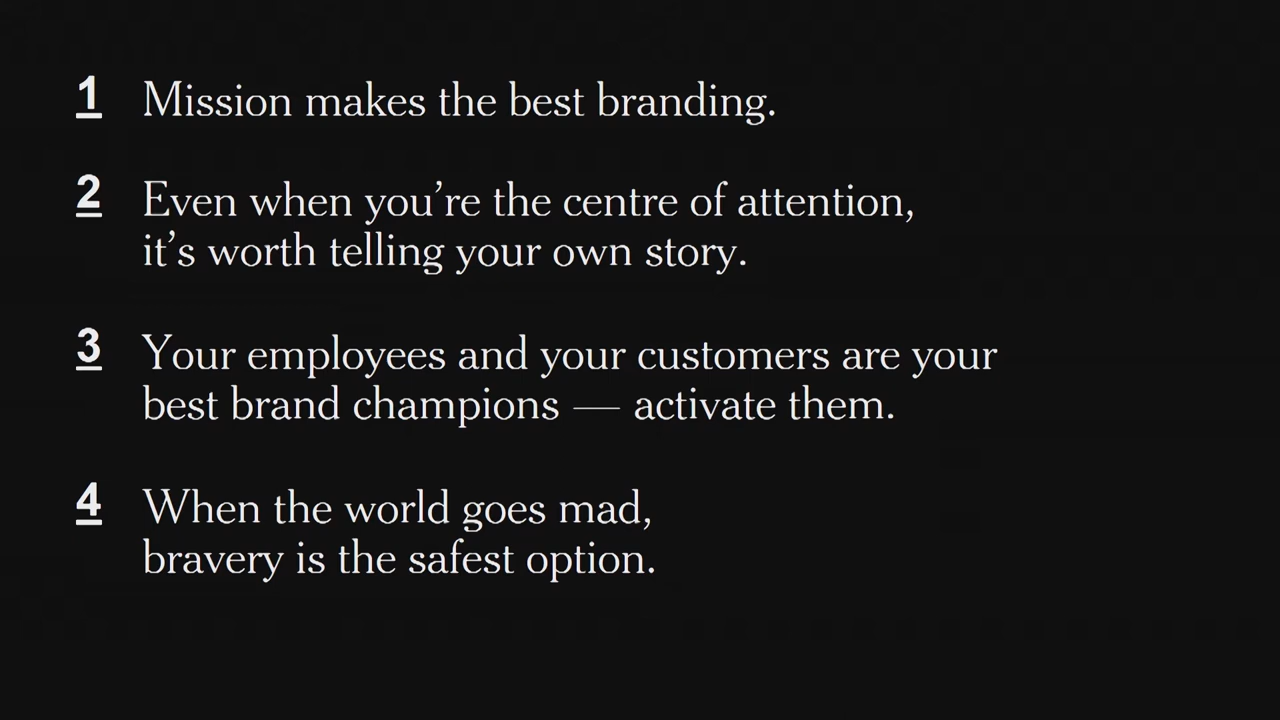 1 Mission makes the best branding.
2 Even when you’re the centre of attention,
it’s worth telling your own story.
3 Your employees and your customers are your
best brand champions — activate them.
4 When the world goes mad,
bravery is the safest option.